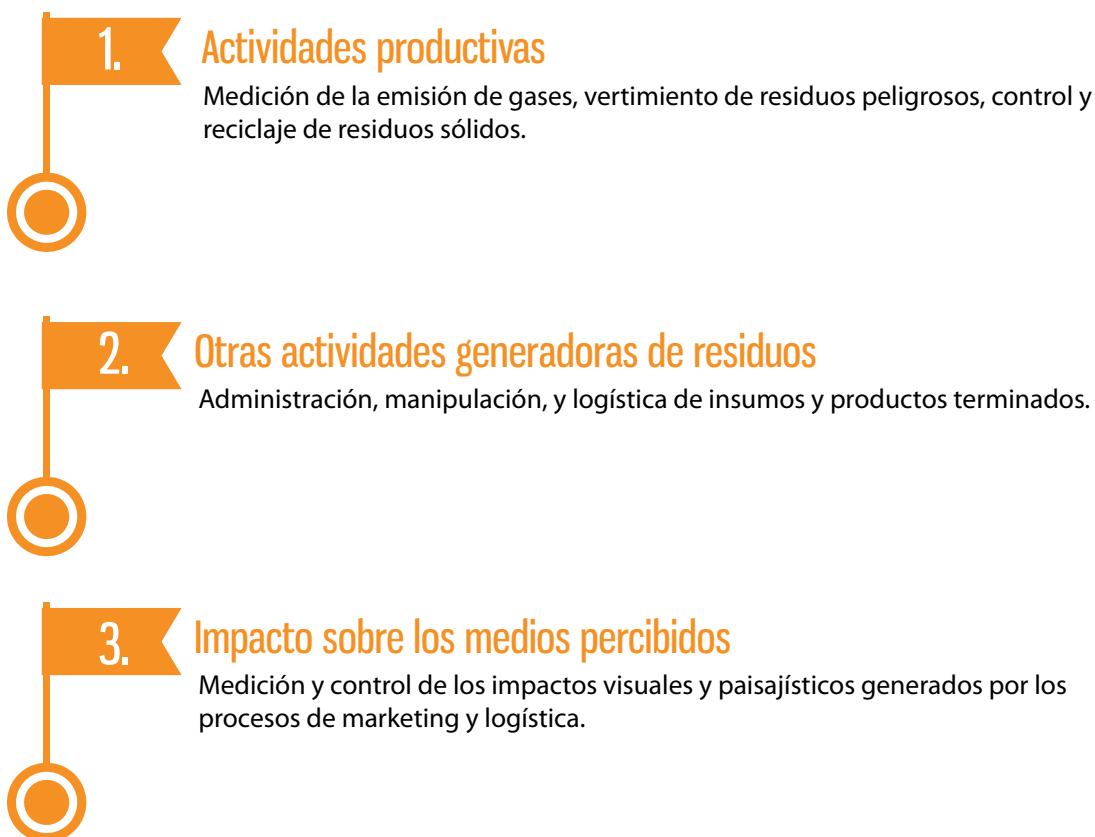 1.
Actividades productivas
Medición de la emisión de gases, vertimiento de residuos peligrosos, control y
reciclaje de residuos sólidos.
2.
Otras actividades generadoras de residuos
Administración, manipulación, y logística de insumos y productos terminados.
3.
Impacto sobre los medios percibidos
Medición y control de los impactos visuales y paisajísticos generados por los
procesos de marketing y logística.